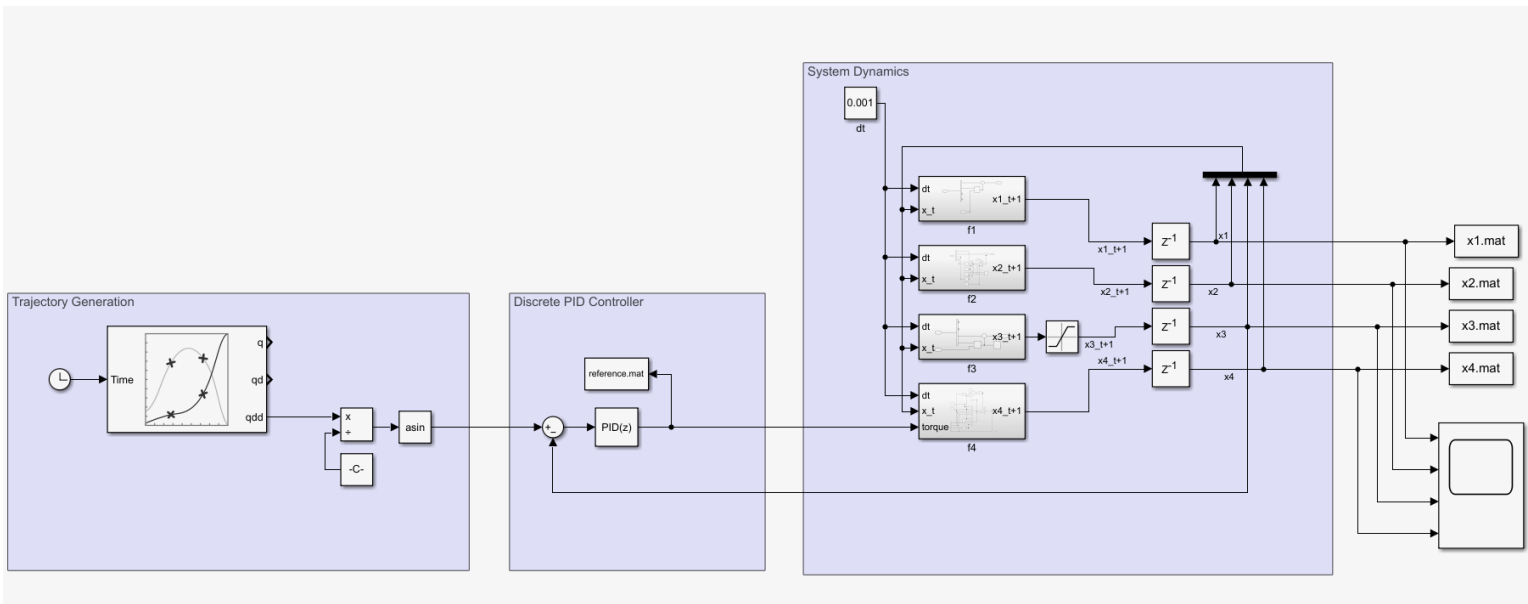 System Dynamics
0.001
dt
dt
x_t
x1_t+1
f1
x1_t+1
z-1
x1
x1.mat
dt
x_t
x2_t+1
f2
x2_t+1
z-1
x2
x2.mat
dt
x_t
x3_t+1
f3
x3_t+1
z-1
x3
x3.mat
dt
x_t
torque
x4_t+1
f4
x4_t+1
z-1
x4
x4.mat
Trajectory Generation
Time
q
qd
qdd
x
÷
-C-
asin
Discrete PID Controller
reference.mat
+
-
PID(z)